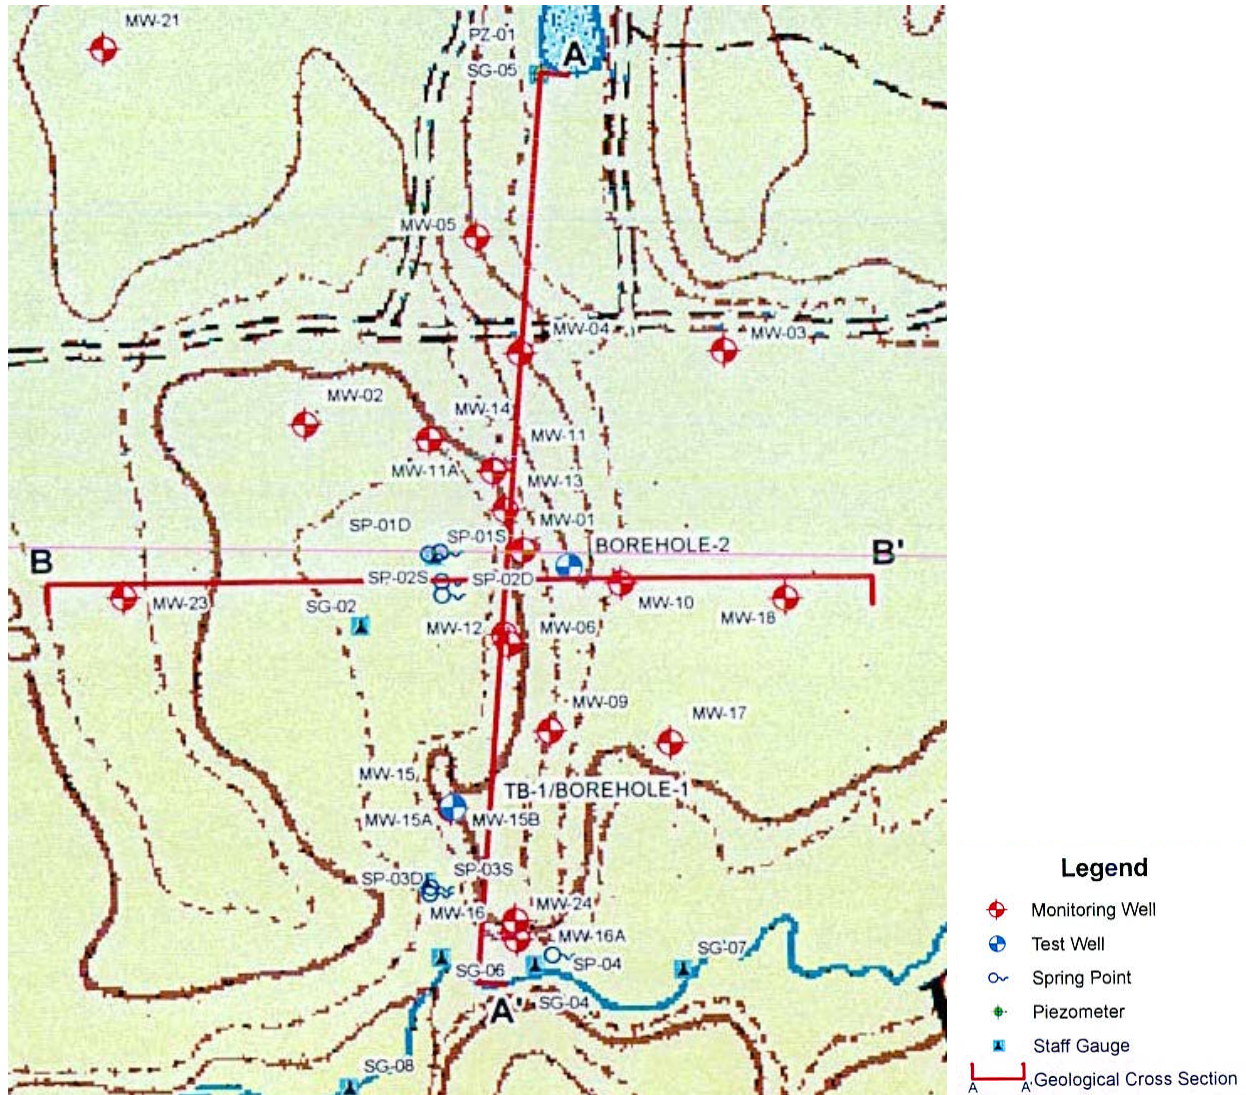 MW-21
PZ-01
A
SG-05
MW-05
MW-04
MW-03
MW-02
MW-14
MW-11
MW-11A
MW-13
SP-01D
MW-01
SP-01S
BOREHOLE-2
B
B'
SP-02S
SP-02D
MW-23
SG-02
MW-10
MW-18
MW-12
MW-06
MW-09
MW-17
MW-15
TB-1/BOREHOLE-1
MW-15A
MW-15B
SP-03S
SP-03D
MW-24
MW-16
MW-16A
SG-07
SP-04
SG-06
SG-04
A'
SG-08
Legend
Monitoring Well
Test Well
Spring Point
Piezometer
Staff Gauge
Geological Cross Section
A
A'